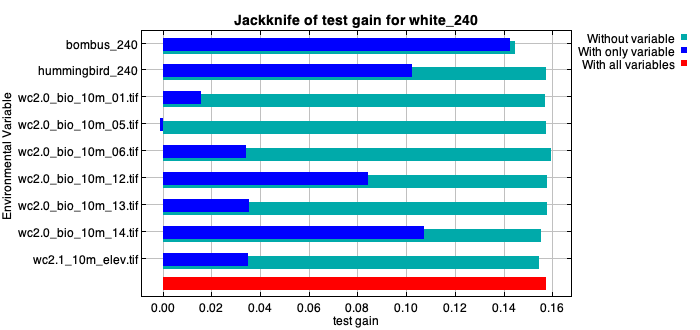 Jackknife of test gain for white_240
Without variable
With only variable
With all variables
Environmental Variable
bombus_240
hummingbird_240
wc2.0_bio_10m_01.tif
wc2.0_bio_10m_05.tif
wc2.0_bio_10m_06.tif
wc2.0_bio_10m_12.tif
wc2.0_bio_10m_13.tif
wc2.0_bio_10m_14.tif
wc2.1_10m_elev.tif
0.00 0.02 0.04 0.06 0.08 0.10 0.12 0.14 0.16
test gain